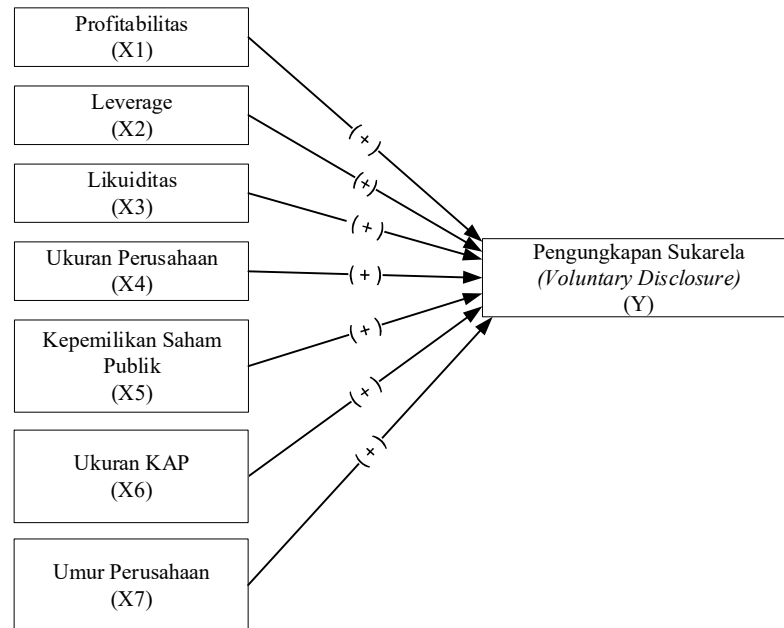 Profitabilitas
(X1)
Leverage
(X2)
Likuiditas
(X3)
Ukuran Perusahaan
(X4)
Kepemilikan Saham
Publik
(X5)
Ukuran KAP
(X6)
Umur Perusahaan
(X7)
(+)
(+)
(+)
(+)
(+)
(+)
(+)
Pengungkapan Sukarela
(Voluntary Disclosure)
(Y)